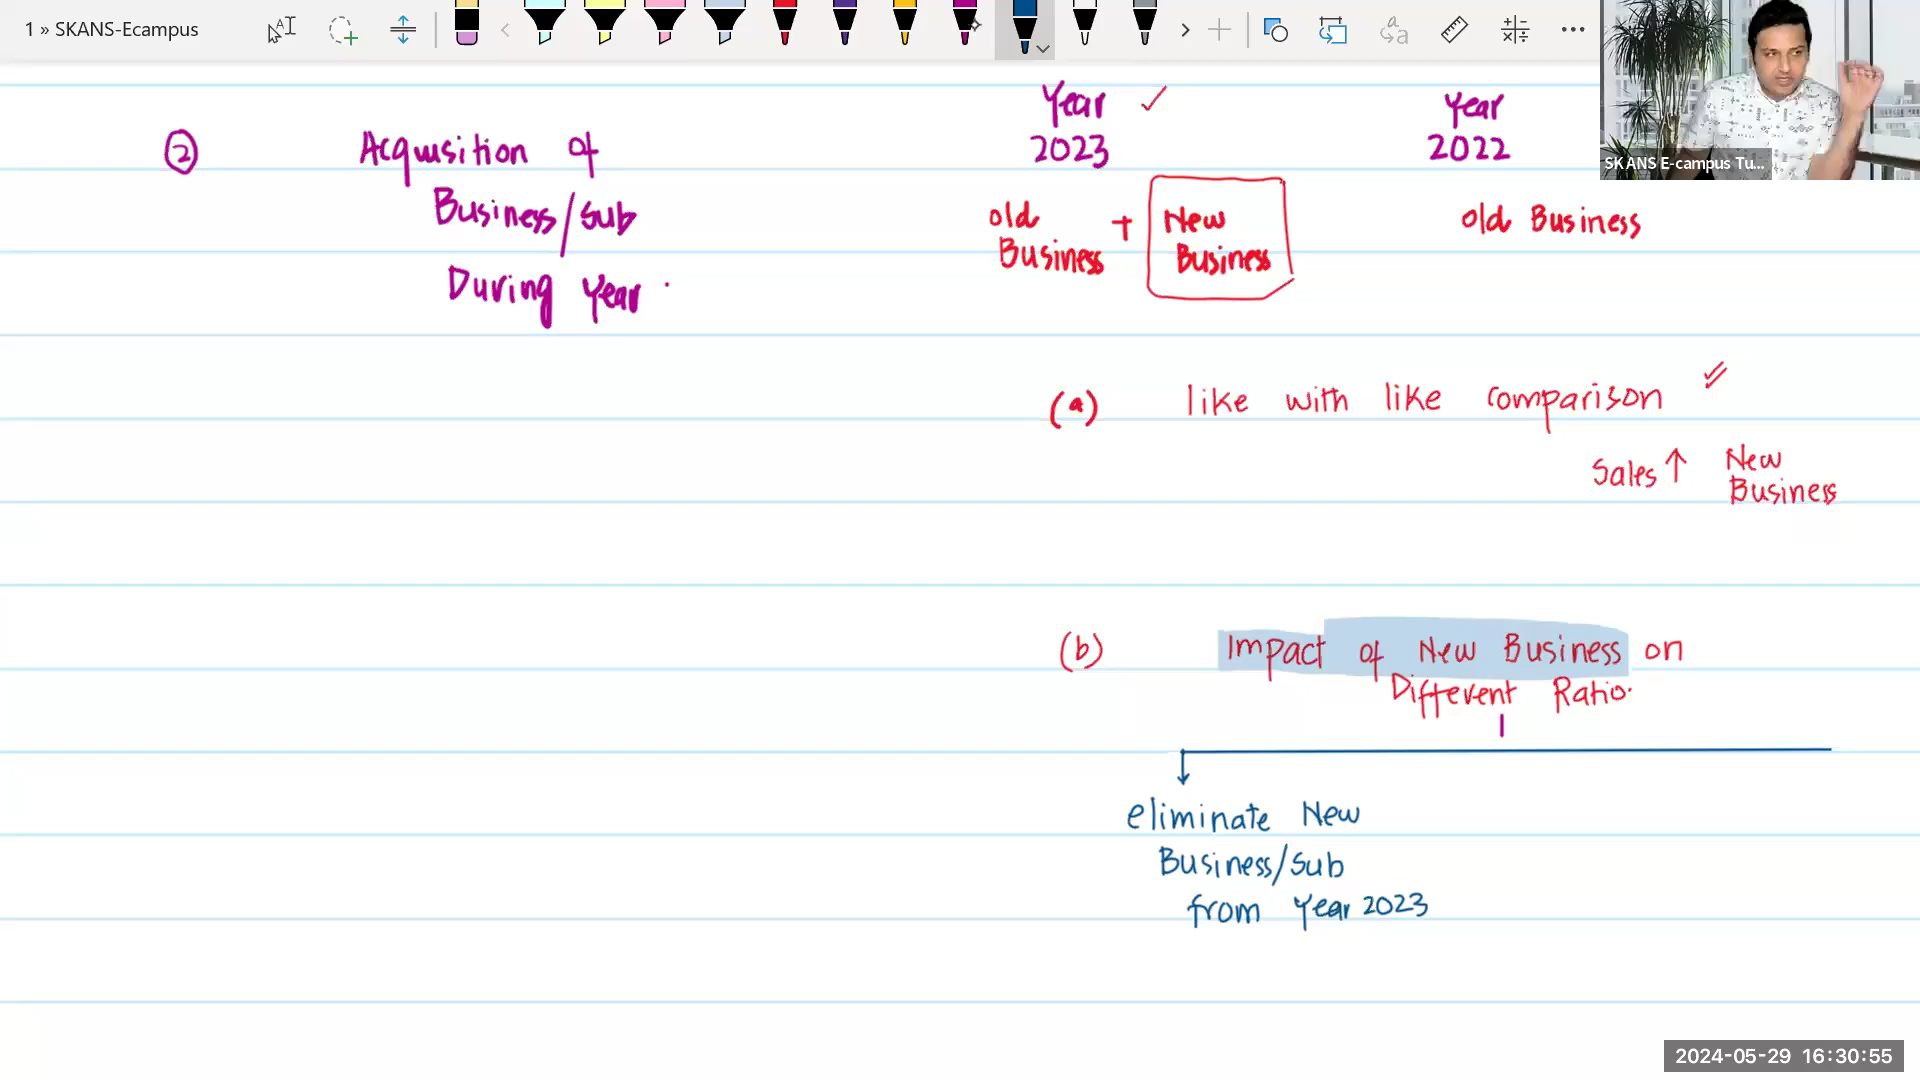 1 » SKANS-Ecampus
SKANS E-campus Tu...
Year
2023
Year
2022
②
Acquisition of
Business/Sub
During Year
old
Business
+
New
Business
old Business
(a) like with like comparison
Sales ↑ New
Business
(b) Impact of New Business on
Different Ratio.
eliminate New
Business/Sub
from Year 2023
2024-05-29 16:30:55